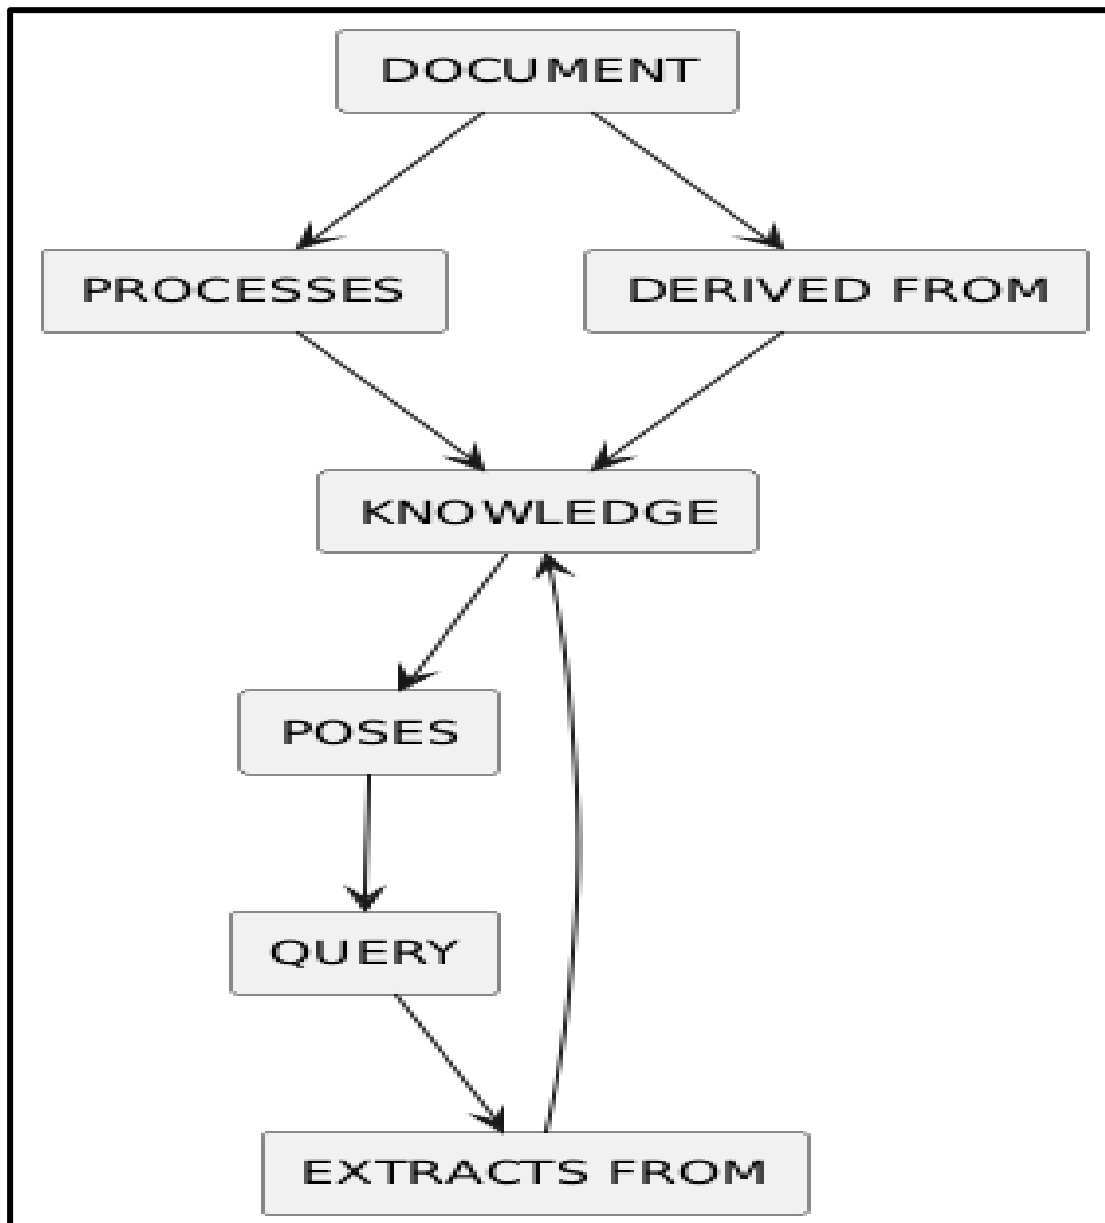 DOCUMENT
PROCESSES
DERIVED FROM
KNOWLEDGE
POSES
QUERY
EXTRACTS FROM